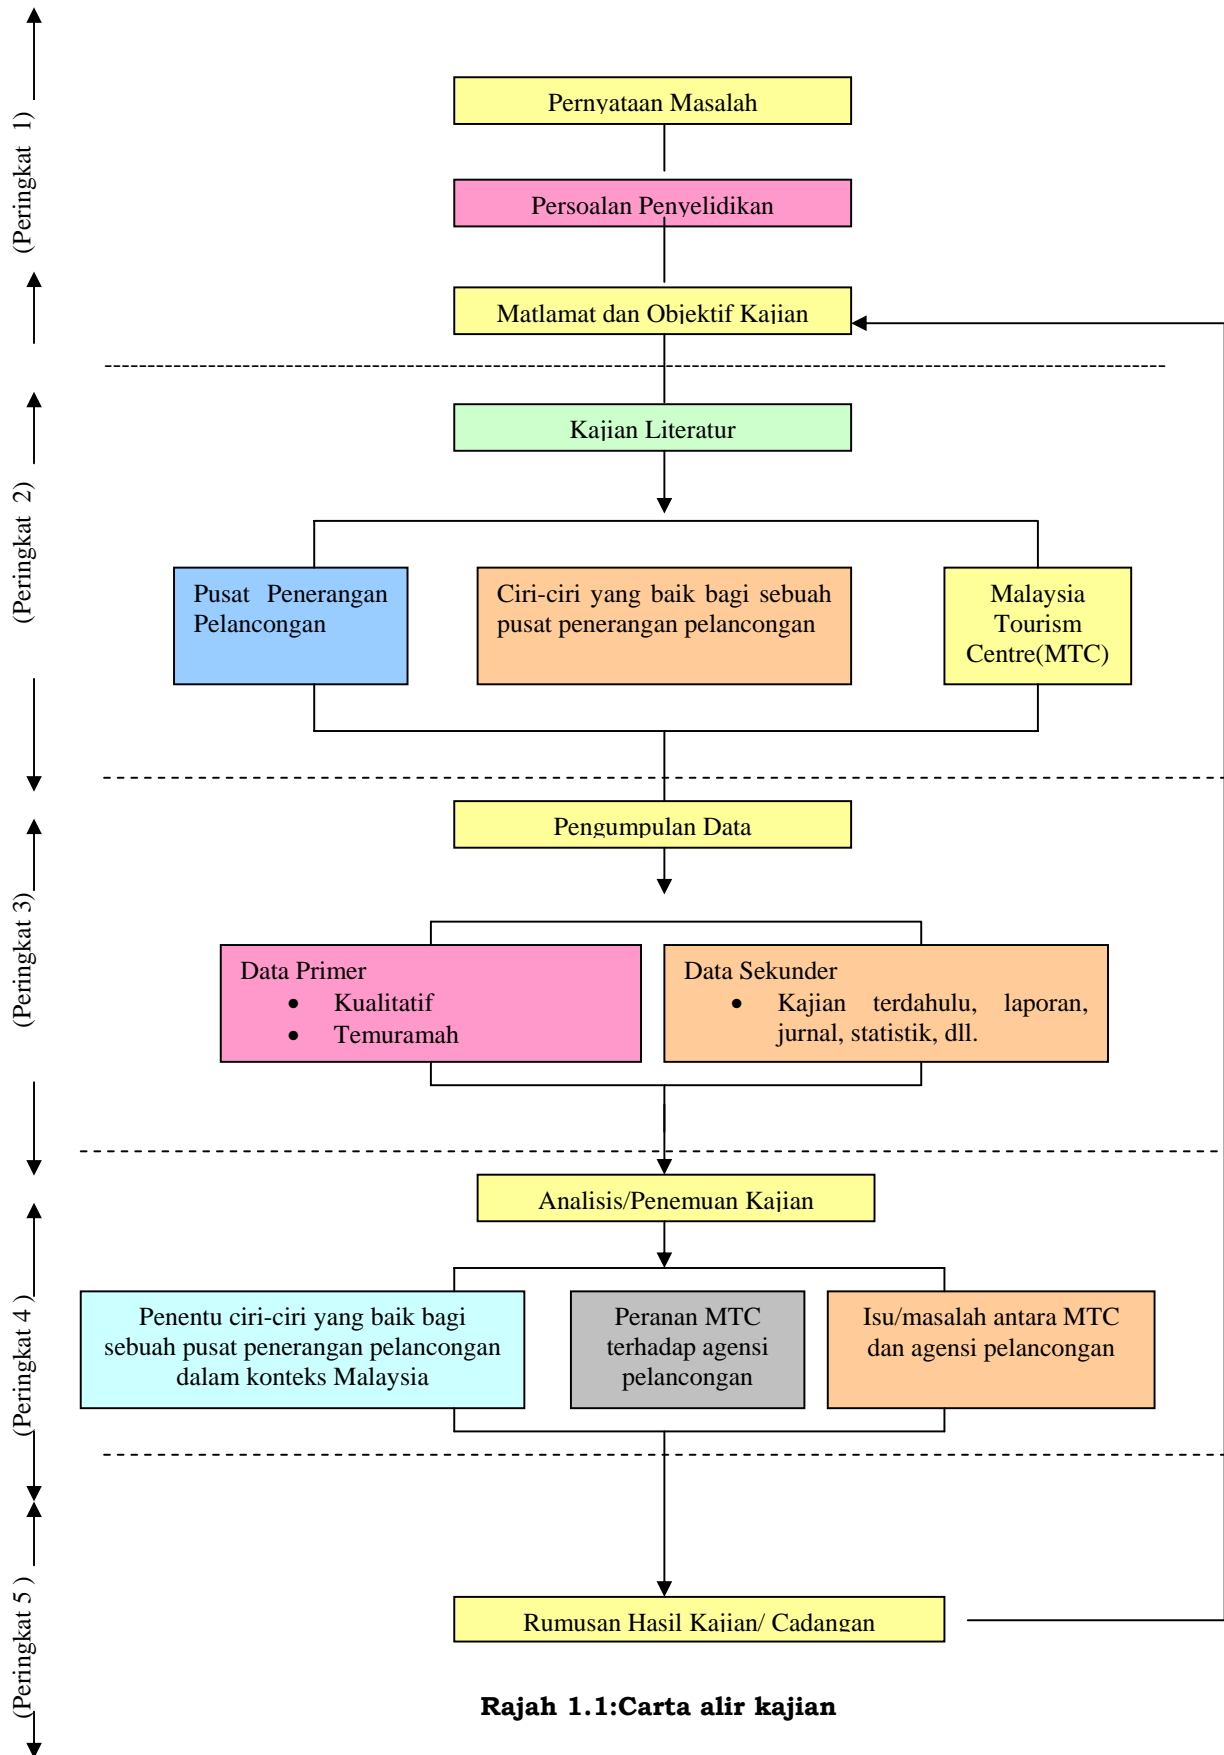 (Peringkat 1)
Pernyataan Masalah
Persoalan Penyelidikan
Matlamat dan Objektif Kajian
(Peringkat 2)
Kajian Literatur
Pusat Penerangan
Pelancongan
Ciri-ciri yang baik bagi sebuah
pusat penerangan pelancongan
Malaysia
Tourism
Centre(MTC)
(Peringkat 3)
Pengumpulan Data
Data Primer
• Kualitatif
• Temuramah
Data Sekunder
• Kajian terdahulu, laporan,
jurnal, statistik, dll.
(Peringkat 4)
Analisis/Penemuan Kajian
Penentu ciri-ciri yang baik bagi
sebuah pusat penerangan pelancongan
dalam konteks Malaysia
Peranan MTC
terhadap agensi
pelancongan
Isu/masalah antara MTC
dan agensi pelancongan
(Peringkat 5 )
Rumusan Hasil Kajian/ Cadangan
Rajah 1.1:Carta alir kajian